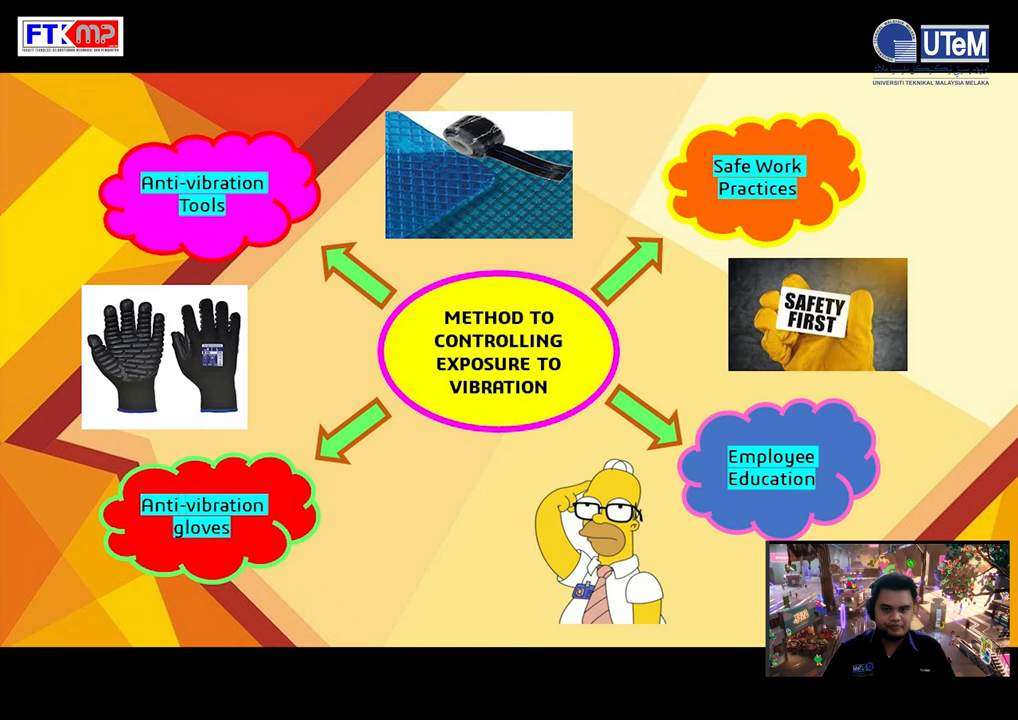 FTKMP
UTeM
UNIVERSITI TEKNIKAL MALAYSIA MELAKA
Anti-vibration
Tools
Safe Work
Practices
SAFETY
FIRST
METHOD TO
CONTROLLING
EXPOSURE TO
VIBRATION
Anti-vibration
gloves
Employee
Education